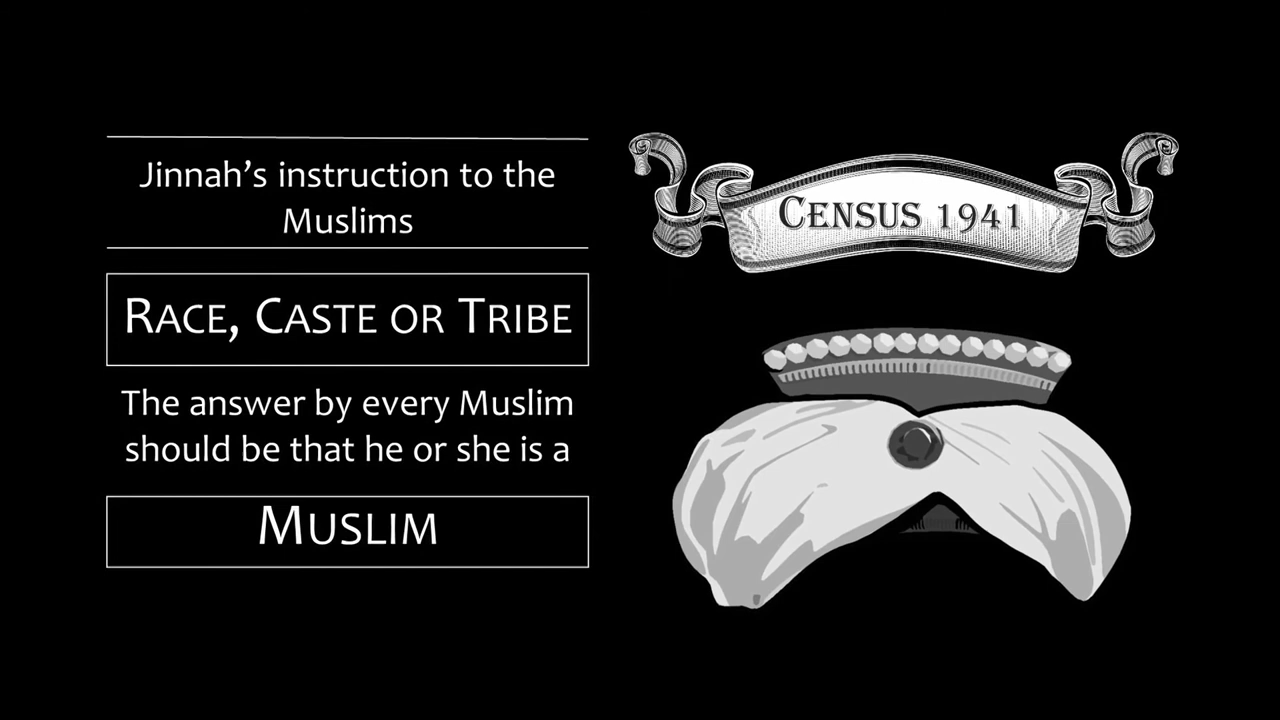 Jinnah’s instruction to the
Muslims
RACE, CASTE OR TRIBE
The answer by every Muslim
should be that he or she is a
MUSLIM
CENSUS 1941